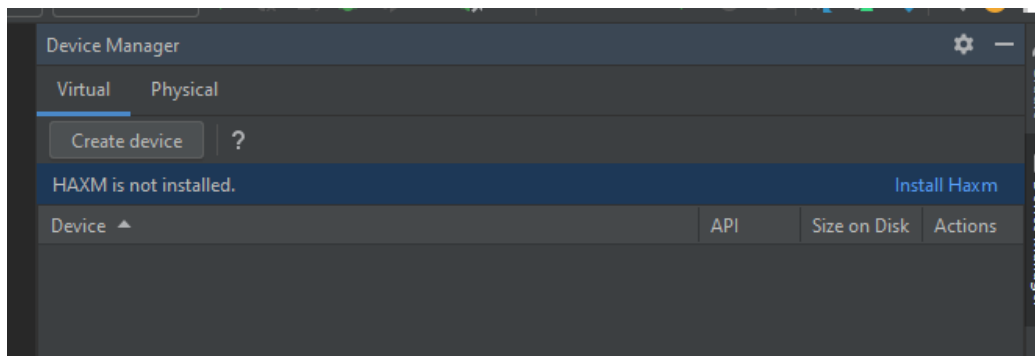 Device Manager
Virtual Physical
Create device ?
HAXM is not installed. Install Haxm
Device API Size on Disk Actions